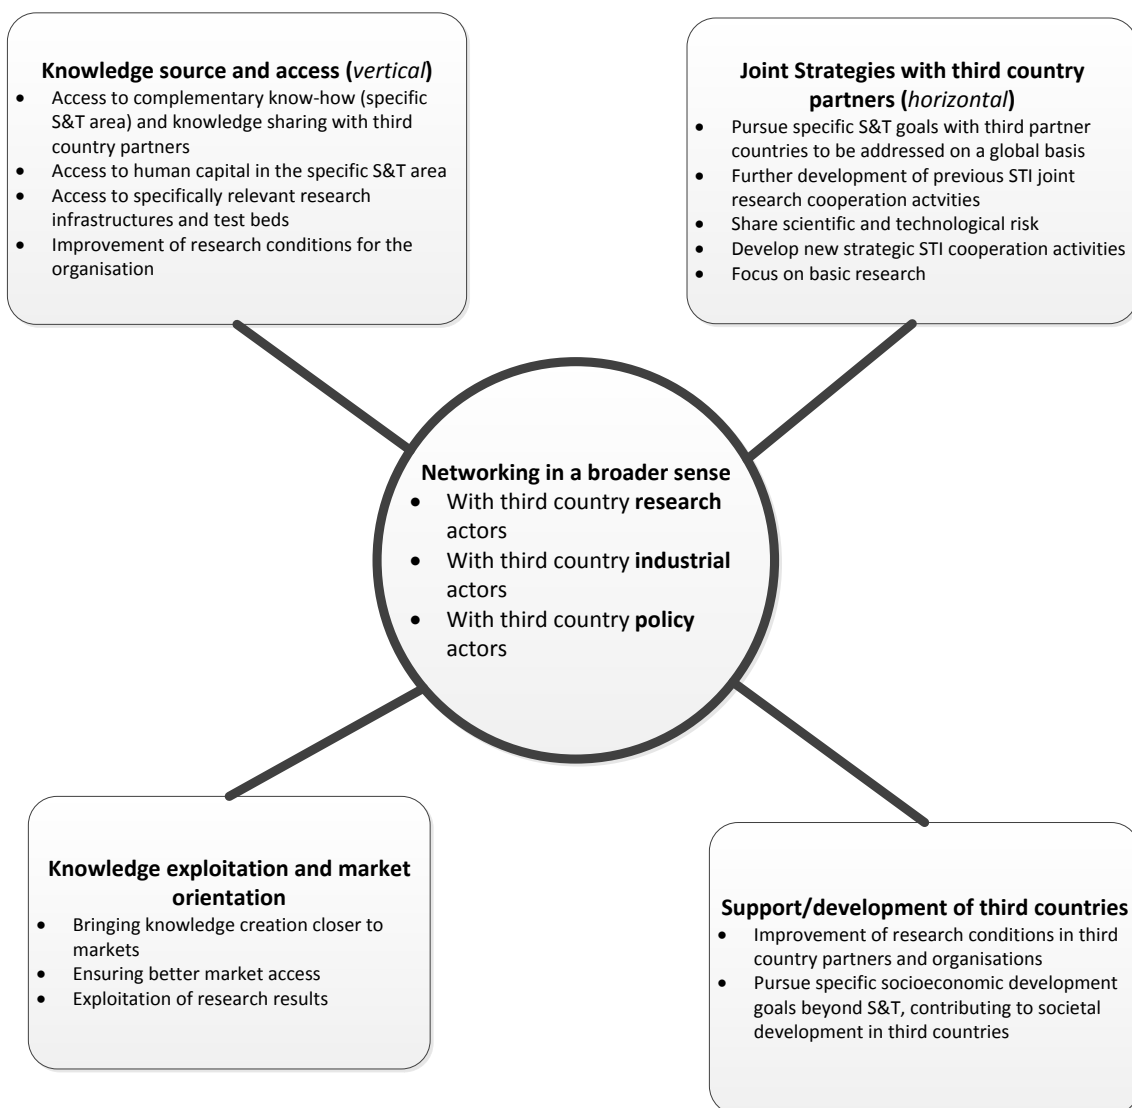 Knowledge source and access (vertical)
• Access to complementary know-how (specific
S&T area) and knowledge sharing with third
country partners
• Access to human capital in the specific S&T area
• Access to specifically relevant research
infrastructures and test beds
• Improvement of research conditions for the
organisation
Joint Strategies with third country
partners (horizontal)
• Pursue specific S&T goals with third partner
countries to be addressed on a global basis
• Further development of previous STI joint
research cooperation actvities
• Share scientific and technological risk
• Develop new strategic STI cooperation activities
• Focus on basic research
Networking in a broader sense
• With third country research
actors
• With third country industrial
actors
• With third country policy
actors
Knowledge exploitation and market
orientation
• Bringing knowledge creation closer to
markets
• Ensuring better market access
• Exploitation of research results
Support/development of third countries
• Improvement of research conditions in third
country partners and organisations
• Pursue specific socioeconomic development
goals beyond S&T, contributing to societal
development in third countries